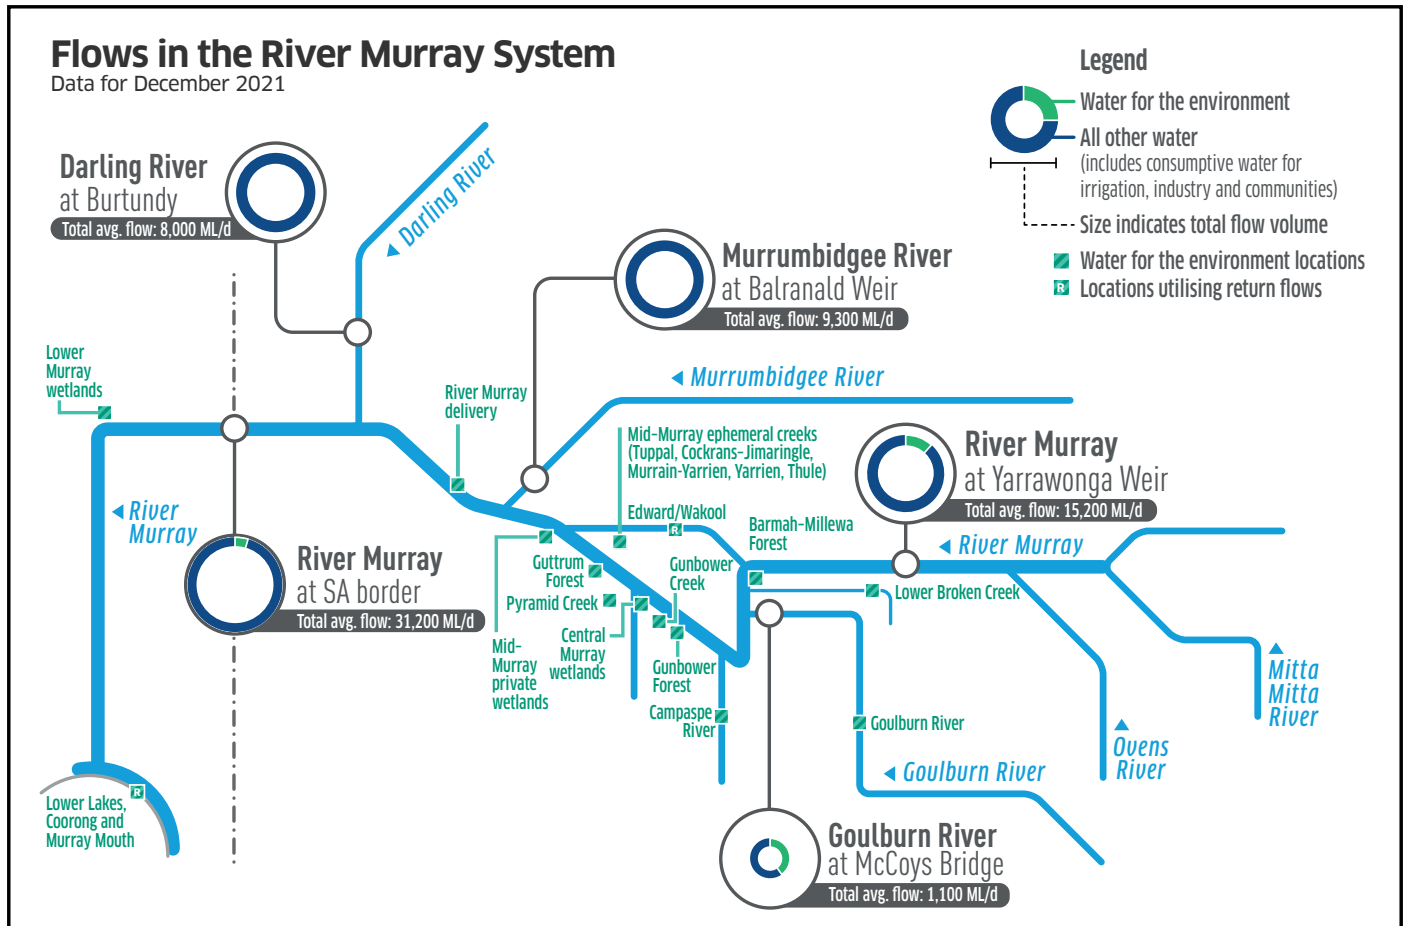 Flows in the River Murray System
Data for December 2021
Legend
Water for the environment
All other water
(includes consumptive water for
irrigation, industry and communities)
Size indicates total flow volume
Water for the environment locations
R
Locations utilising return flows
Darling River
at Burtundy
Total avg. flow: 8,000 ML/d
Darling River
Murrumbidgee River
at Balranald Weir
Total avg. flow: 9,300 ML/d
Lower
Murray
wetlands
River Murray
delivery
Murrumbidgee River
Mid-Murray ephemeral creeks
(Tuppal, Cockrans-Jimaringle,
Murrain-Yarrien, Yarrien, Thule)
River Murray
at Yarrawonga Weir
Total avg. flow: 15,200 ML/d
River
Murray
Edward/Wakool
R
Barmah-Millewa
Forest
River Murray
River Murray
at SA border
Total avg. flow: 31,200 ML/d
Guttrum
Forest
Gunbower
Creek
Lower Broken Creek
Pyramid Creek
Mid-
Murray
private
wetlands
Central
Murray
wetlands
Gunbower
Forest
Campaspe
River
Goulburn River
Mitta
Mitta
River
Ovens
River
Goulburn River
R
Lower Lakes,
Coorong and
Murray Mouth
Goulburn River
at McCoys Bridge
Total avg. flow: 1,100 ML/d